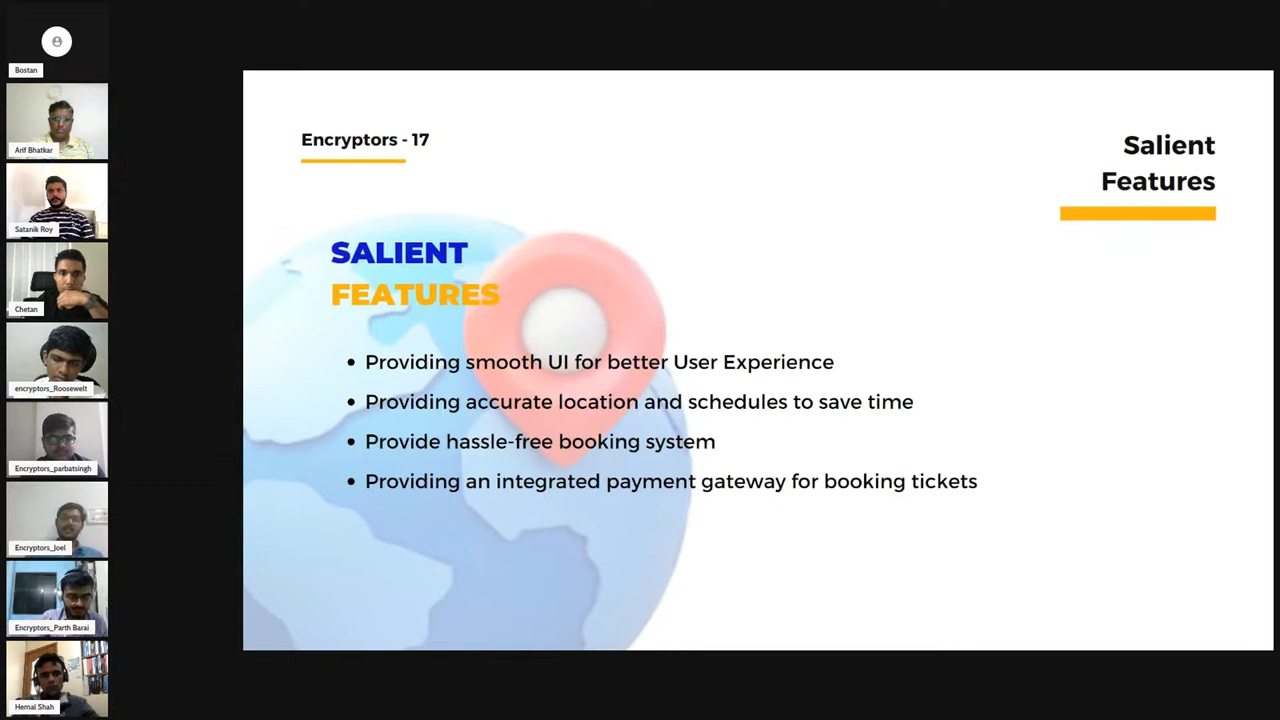 Bostan
Arif Bhatkar
Satanik Roy
Chetan
encryptors_Roosewelt
Encryptors_parbatsingh
Encryptors_Joel
Encryptors_Parth Barai
Hemal Shah
Encryptors - 17
Salient
Features
SALIENT
FEATURES
• Providing smooth UI for better User Experience
• Providing accurate location and schedules to save time
• Provide hassle-free booking system
• Providing an integrated payment gateway for booking tickets